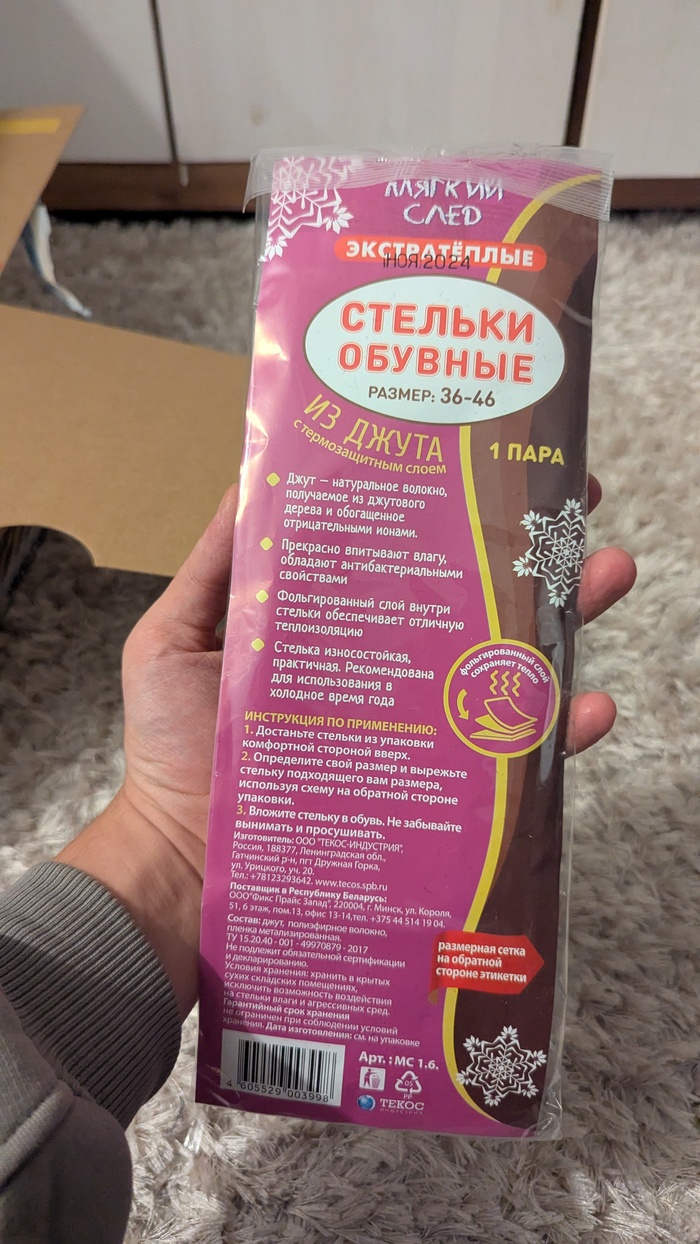 МЯГКИЙ
СЛЕД
ЭКСТРАТЁПЛЫЕ
НОЯ 2024
СТЕЛЬКИ
ОБУВНЫЕ
РАЗМЕР: 36-46
ИЗ ДЖУТА
с термозащитным слоем
1 ПАРА
Джут — натуральное волокно,
получаемое из джутового
дерева и обогащенное
отрицательными ионами.
Прекрасно впитывают влагу,
обладают антибактериальными
свойствами
Фольгированный слой внутри
стельки обеспечивает отличную
теплоизоляцию
Стелька износостойкая,
практичная. Рекомендована
для использования в
холодное время года
фольгированный слой
сохраняет тепло
ИНСТРУКЦИЯ ПО ПРИМЕНЕНИЮ:
1. Достаньте стельки из упаковки
комфортной стороной вверх.
2. Определите свой размер и вырежьте
стельку подходящего вам размера,
используя схему на обратной стороне
упаковки.
3. Вложите стельку в обувь. Не забывайте
вынимать и просушивать.
Изготовитель: ООО "ТЕКОС-ИНДУСТРИЯ",
Россия, 188377, Ленинградская обл.,
Гатчинский р-н, пгт Дружная Горка,
ул. Урицкого, уч, 20.
Тел.: +78123293642. www.tecos.spb.ru
Поставщик в Республику Беларусь:
ООО"Фикс Прайс Запад", 220004, г. Минск, ул. Короля,
51, 6 этаж, пом.13, офис 13-14,тел. +375 44 514 19 04.
Состав: джут, полиэфирное волокно,
пленка металлизированная.
ТУ 15.20.40 - 001 - 49970879 - 2017
Не подлежит обязательной сертификации
и декларированию.
Условия хранения: хранить в крытых
сухих складских помещениях,
исключить возможность воздействия
на стельки влаги и агрессивных сред.
Гарантийный срок хранения
не ограничен при соблюдении условий
хранения. Дата изготовления: см. на упаковке
размерная сетка
на обратной
стороне этикетки
4 605529 003998
Арт.: МС 1.6.
05
PP
ТЕКОС
ИНДУСТРИЯ